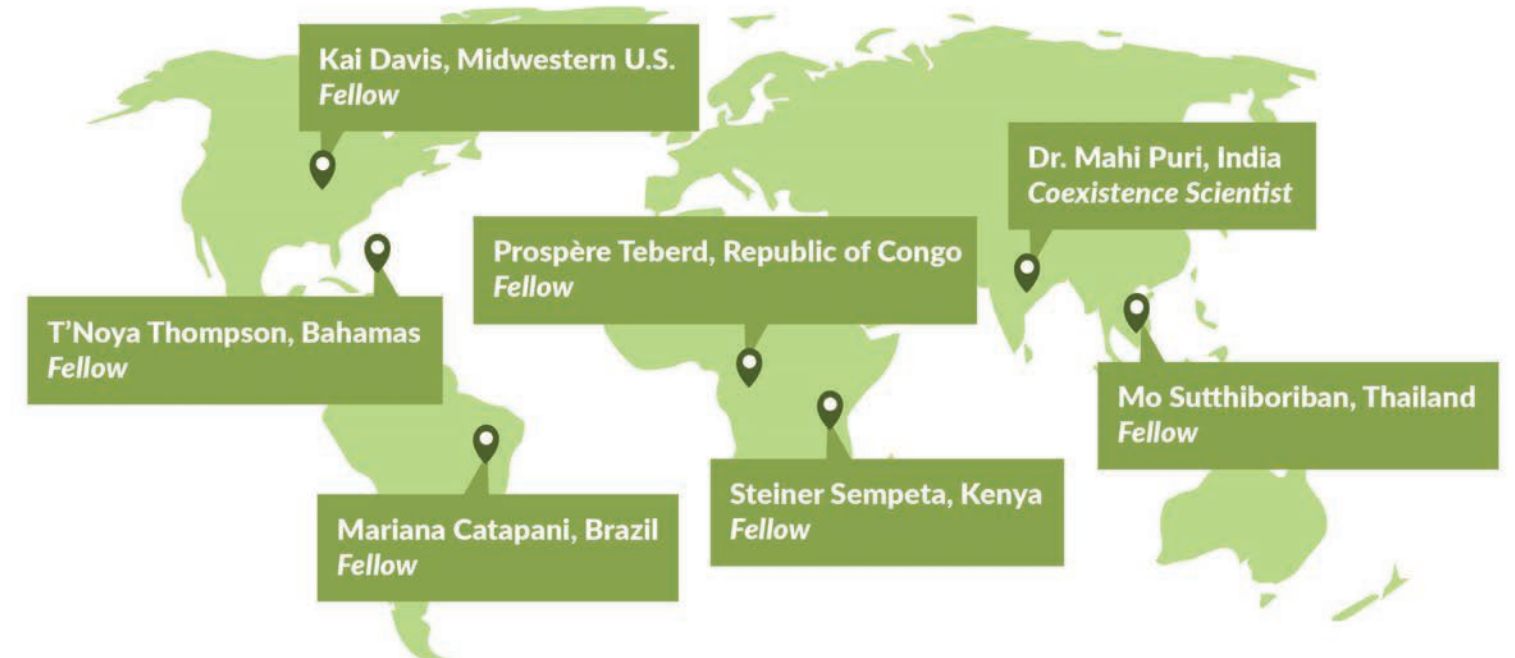 Kai Davis, Midwestern U.S.
Fellow
Dr. Mahi Puri, India
Coexistence Scientist
Prospère Teberd, Republic of Congo
Fellow
T’Noya Thompson, Bahamas
Fellow
Mo Sutthiboriban, Thailand
Fellow
Steiner Sempeta, Kenya
Fellow
Mariana Catapani, Brazil
Fellow